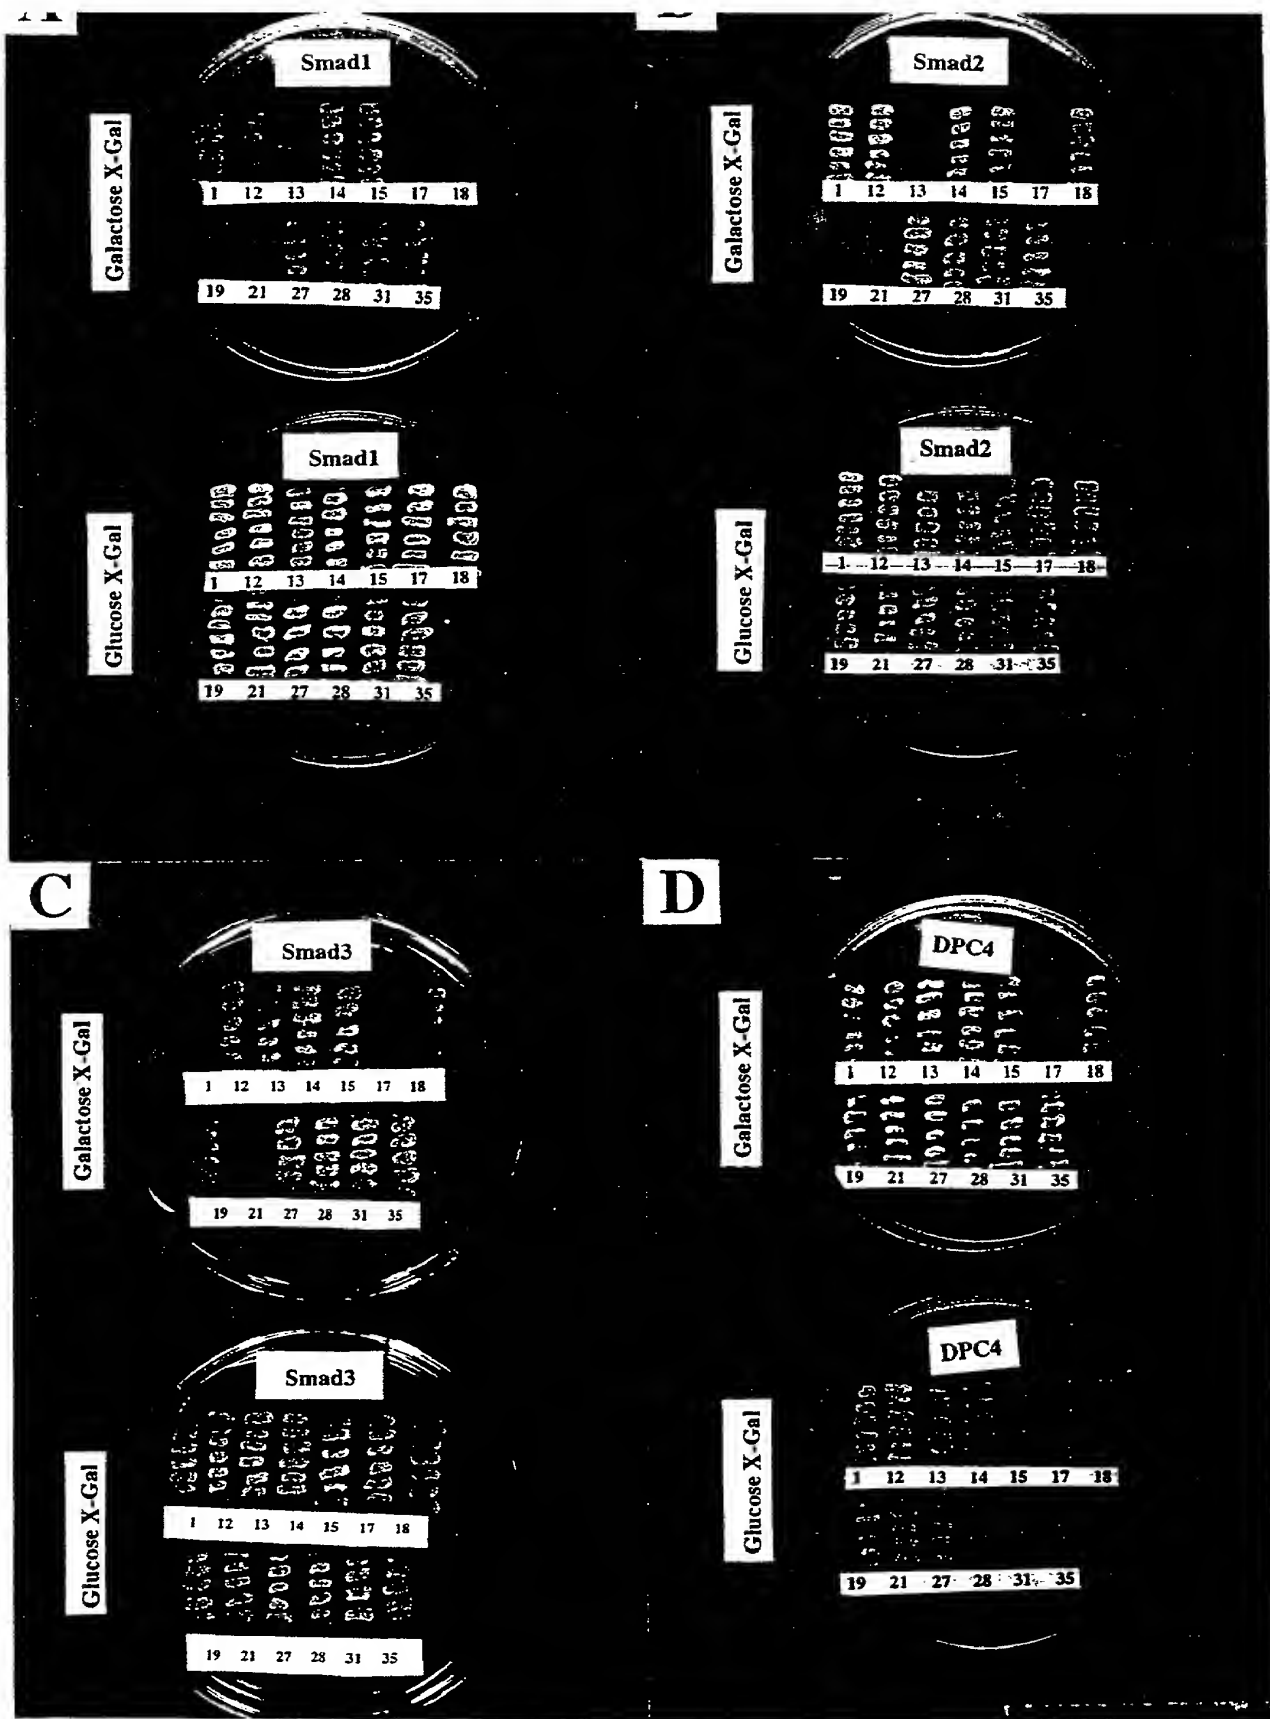 A
Smad1
Galactose X-Gal
1 12 13 14 15 17 18
19 21 27 28 31 35
Smad1
Glucose X-Gal
1 12 13 14 15 17 18
19 21 27 28 31 35
Smad2
Galactose X-Gal
1 12 13 14 15 17 18
19 21 27 28 31 35
Smad2
Glucose X-Gal
1 12 13 14 15 17 18
19 21 27 28 31 35
C
Smad3
Galactose X-Gal
1 12 13 14 15 17 18
19 21 27 28 31 35
Smad3
Glucose X-Gal
1 12 13 14 15 17 18
19 21 27 28 31 35
D
DPC4
Galactose X-Gal
1 12 13 14 15 17 18
19 21 27 28 31 35
DPC4
Glucose X-Gal
1 12 13 14 15 17 18
19 21 27 28 31 35